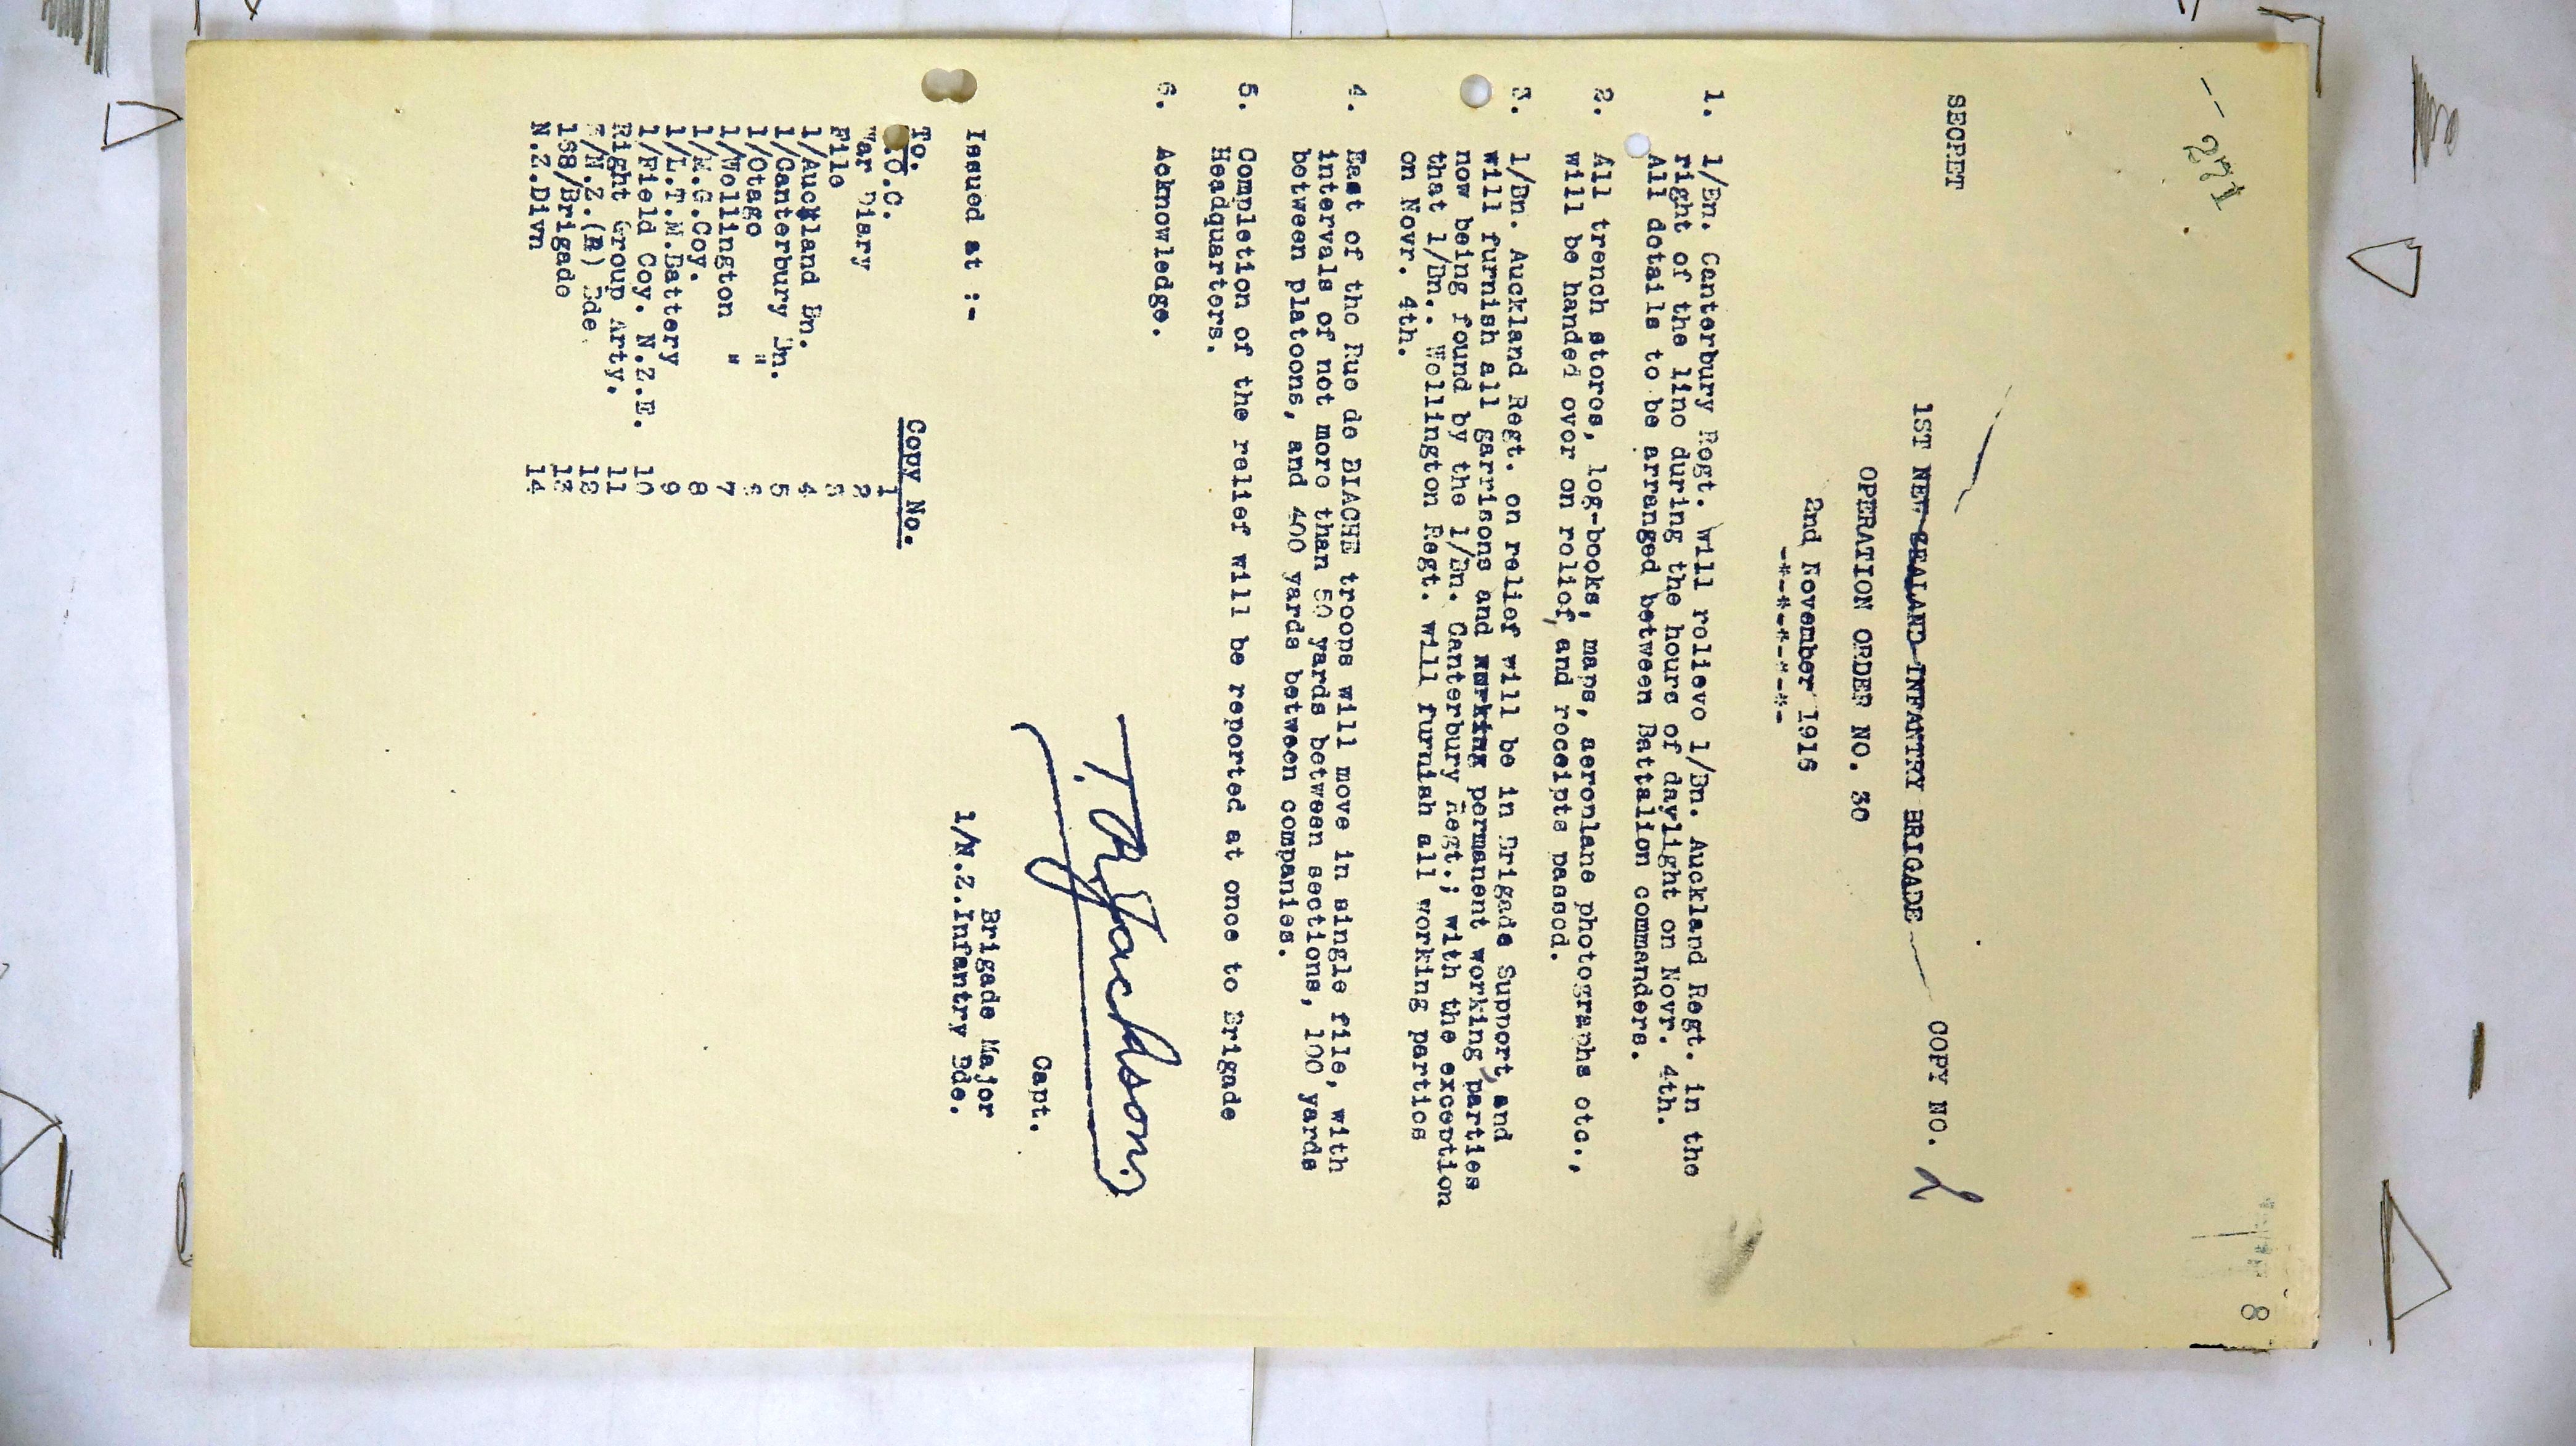 8
SECRET
COPY NO. 2
1ST NEW ZEALAND INFANTRY BRIGADE
OPERATION ORDER NO. 30
2nd November 1916
-*-*-*-*-*-
1. 1/Bn. Canterbury Regt. will relieve 1/Bn. Auckland Regt. in the
right of the line during the hours of daylight on Novr. 4th.
All details to be arranged between Battalion commanders.
2. All trench stores, log-books, maps, aeroplane photographs etc.,
will be handed over on relief, and receipts passed.
3. 1/Bn. Auckland Regt. on relief will be in Brigade Support, and
will furnish all garrisons and permanent working parties
now being found by the 1/Bn. Canterbury Regt.; with the exception
that 1/Bn.. Wellington Regt. will furnish all working parties
on Novr. 4th.
4. East of the Rue de BIACHE troops will move in single file, with
intervals of not more than 50 yards between sections, 100 yards
between platoons, and 400 yards between companies.
5. Completion of the relief will be reported at once to Brigade
Headquarters.
6. Acknowledge.
Capt.
Brigade Major
1/N.Z.Infantry Bde.
Issued at :-
To. Copy No.
.O.C. 1
War Diary 2
File 3
1/Auckland Bn. 4
1/Canterbury Bn. 5
1/Otago " 6
1/Wellington " 7
1/M.G.Coy. 8
1/L.T.M.Battery 9
1/Field Coy. N.Z.E. 10
Right Group Arty. 11
/N.Z.(R) Bde 12
188/Brigade 13
N.Z.Divn 14